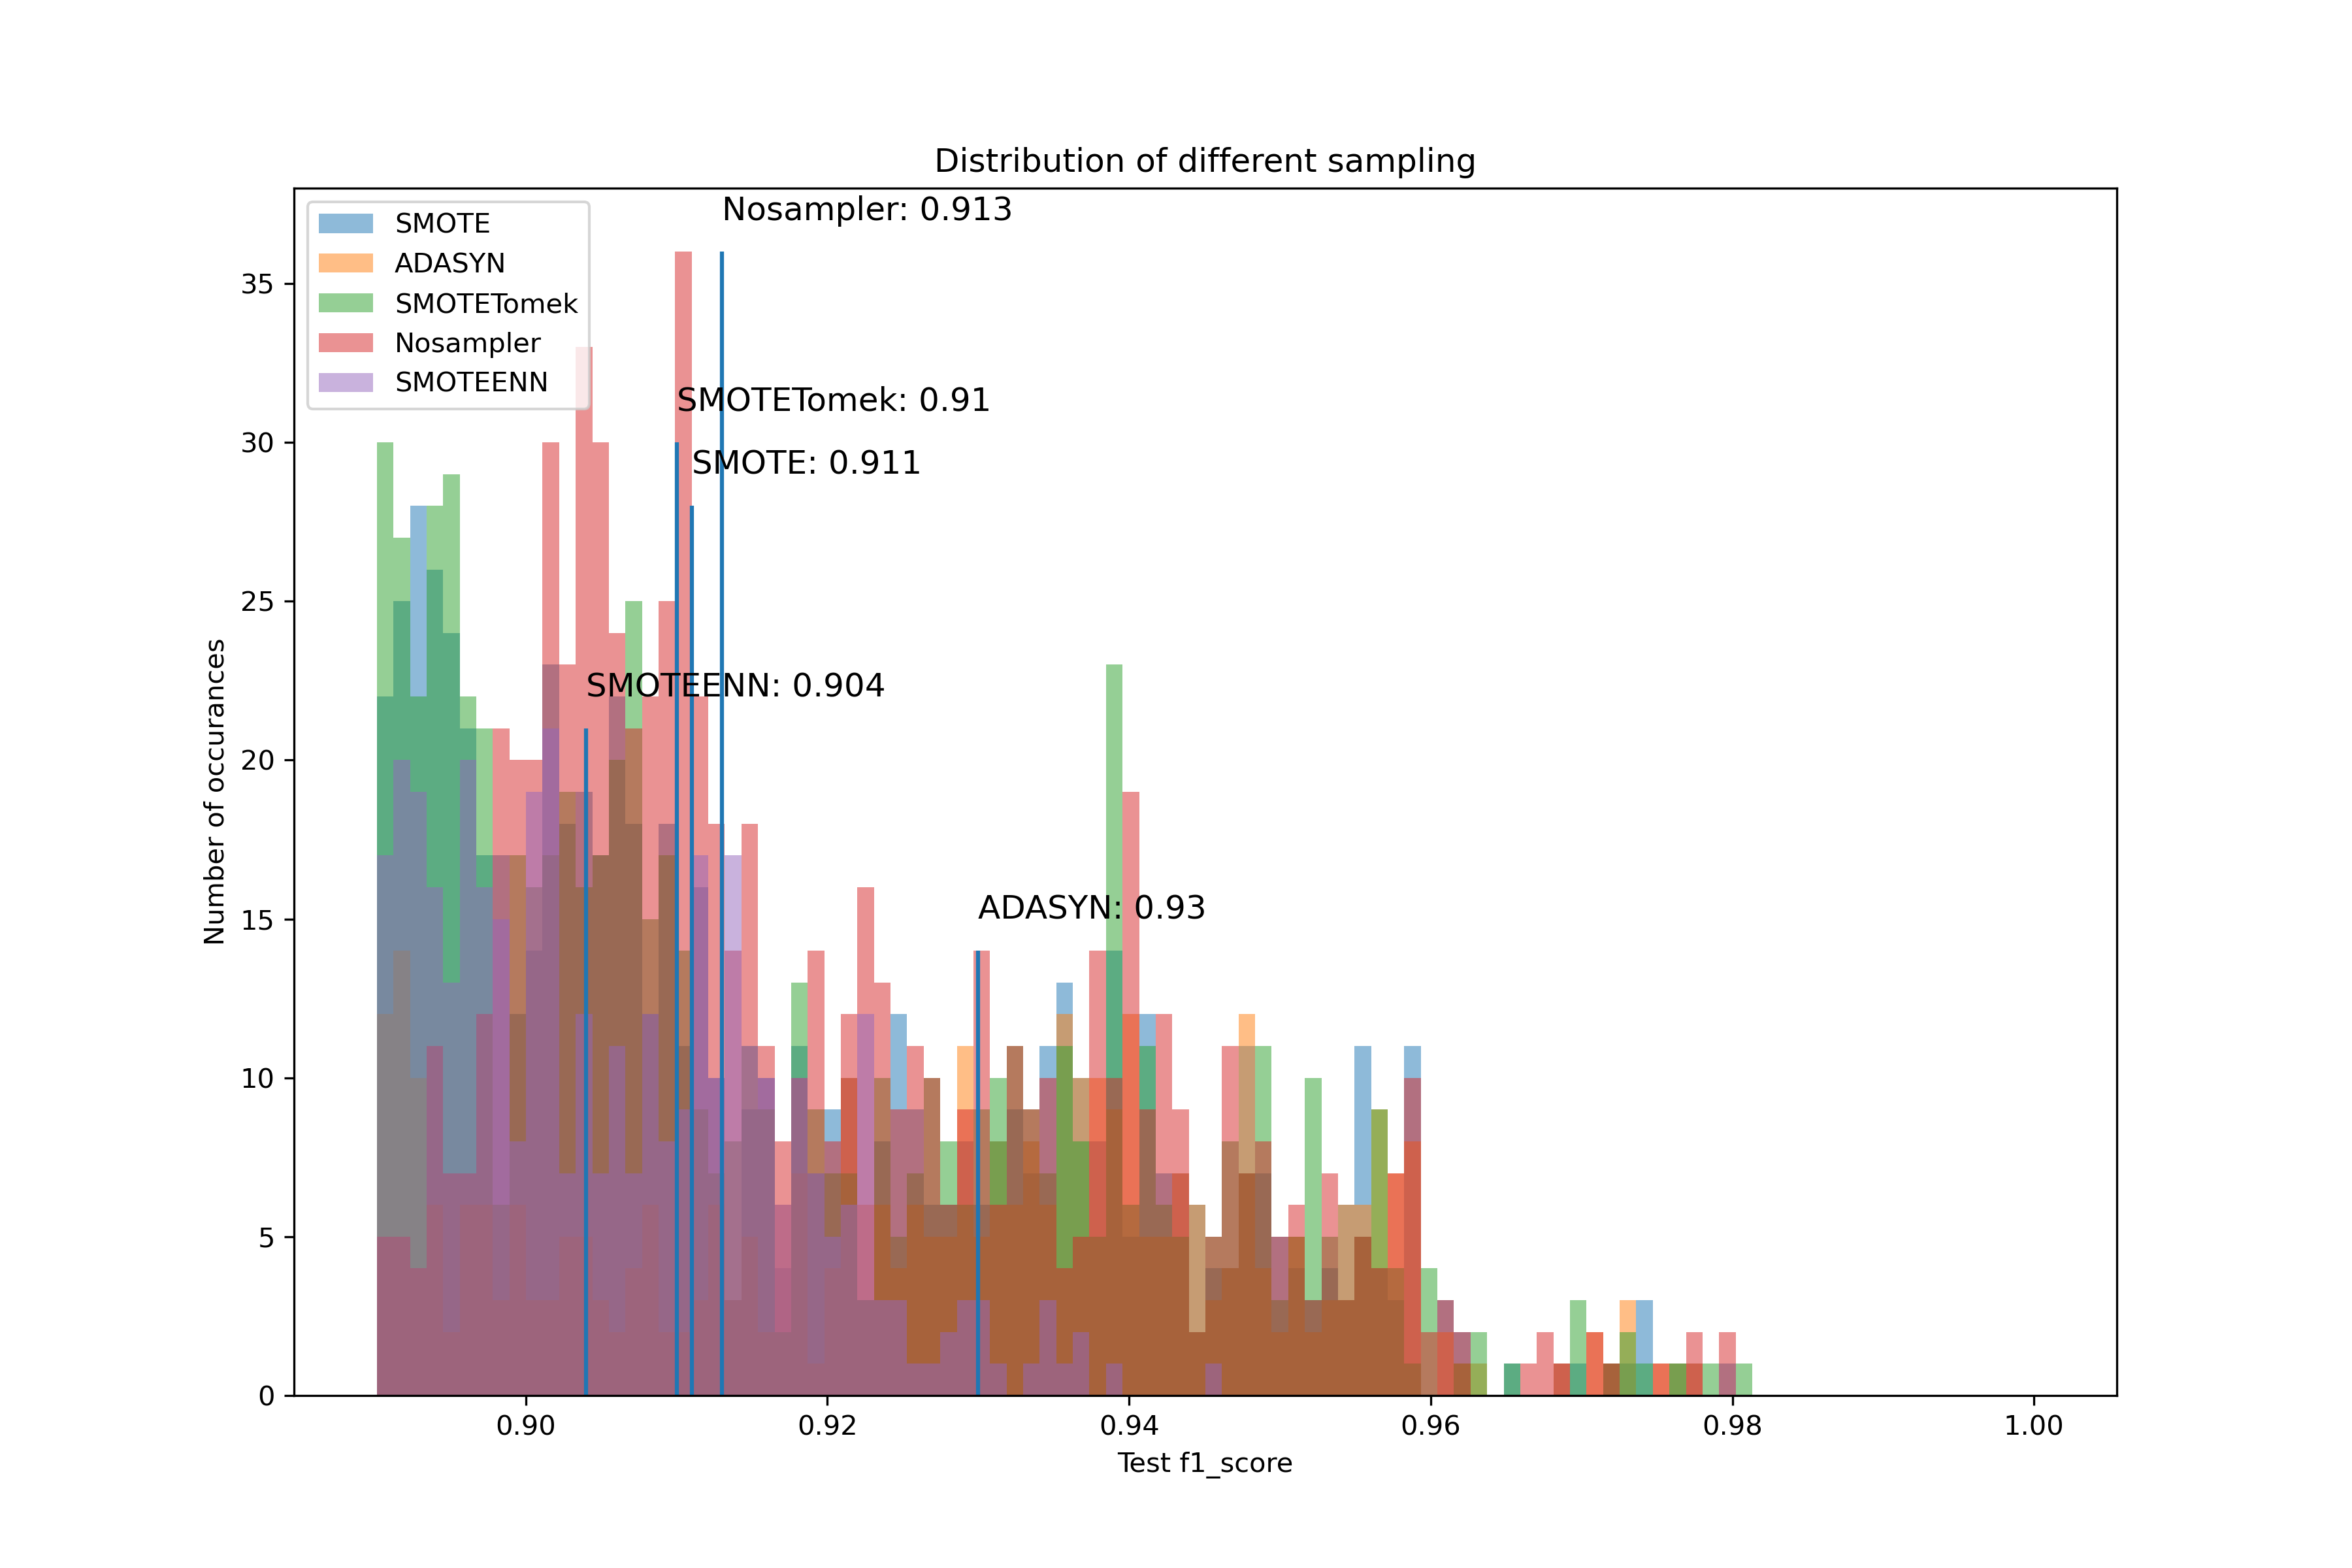 Distribution of different sampling
Nosampler: 0.913
SMOTE
ADASYN
SMOTETomek
Nosampler
SMOTEENN
SMOTETomek: 0.91
SMOTE: 0.911
SMOTEENN: 0.904
ADASYN: 0.93
Number of occurances
35
30
25
20
15
10
5
0
0.90 0.92 0.94 0.96 0.98 1.00
Test f1_score